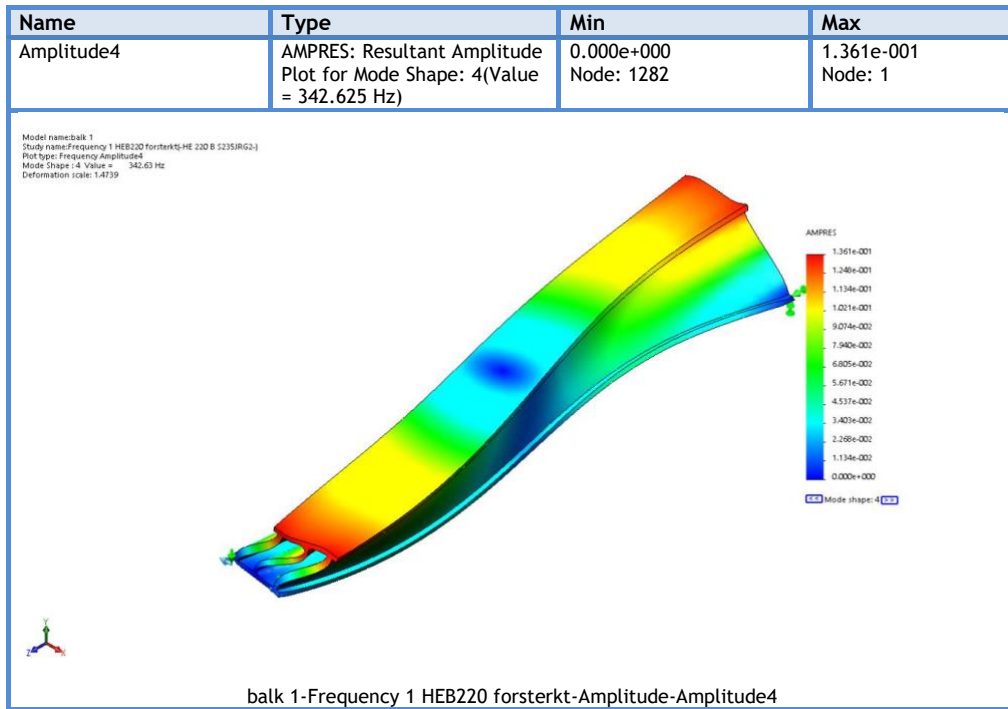 Name Type Min Max
Amplitude4 AMPRES: Resultant Amplitude 0.000e+000 1.361e-001
Plot for Mode Shape: 4(Value Node: 1282 Node: 1
= 342.625 Hz)
Model name:balk 1
Study name:Frequency 1 HEB220 forsterkt(-HE 220 B S235JRG2-)
Plot type: Frequency Amplitude4
Mode Shape : 4 Value = 342.63 Hz
Deformation scale: 1.4739
AMPRES
1.361e-001
1.248e-001
1.134e-001
1.021e-001
9.074e-002
7.940e-002
6.805e-002
5.671e-002
4.537e-002
3.403e-002
2.268e-002
1.134e-002
0.000e+000
<< Mode shape: 4 >>
Y
Z X
balk 1-Frequency 1 HEB220 forsterkt-Amplitude-Amplitude4